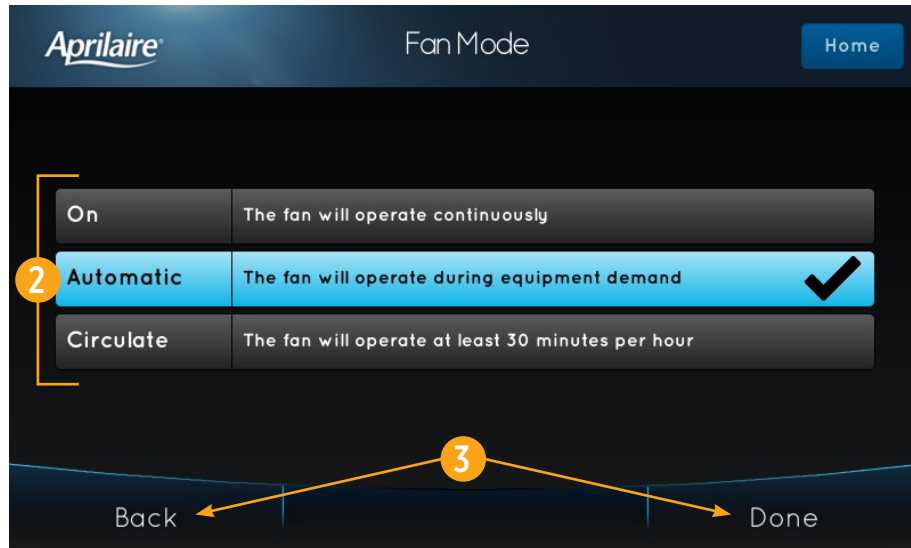 Aprilaire®
Fan Mode
Home
On
The fan will operate continuously
2
Automatic
The fan will operate during equipment demand
Circulate
The fan will operate at least 30 minutes per hour
3
Back
Done